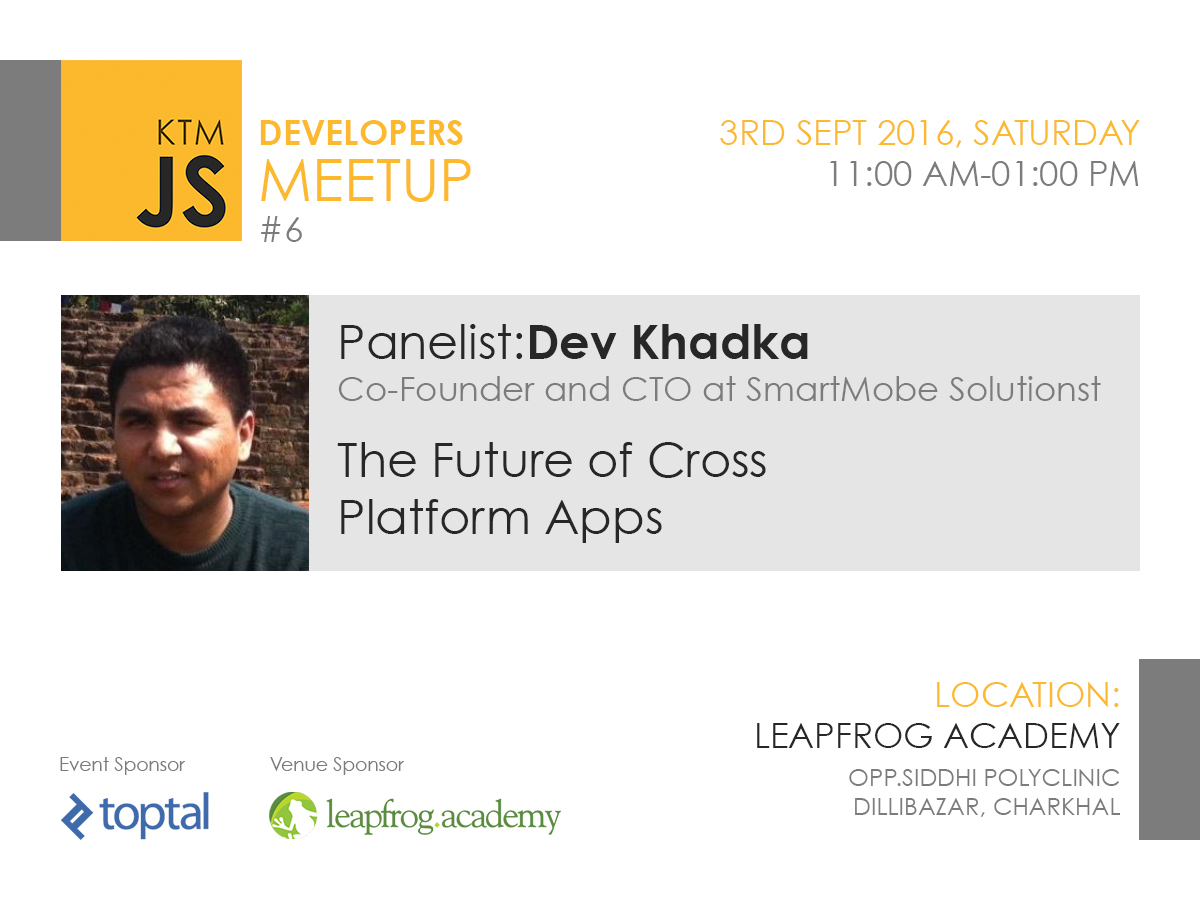 KTM
JS
DEVELOPERS
MEETUP
#6
3RD SEPT 2016, SATURDAY
11:00 AM-01:00 PM
Panelist:Dev Khadka
Co-Founder and CTO at SmartMobe Solutionst
The Future of Cross
Platform Apps
LOCATION:
LEAPFROG ACADEMY
OPP.SIDDHI POLYCLINIC
DILLIBAZAR, CHARKHAL
Event Sponsor
toptal
Venue Sponsor
leapfrog.academy